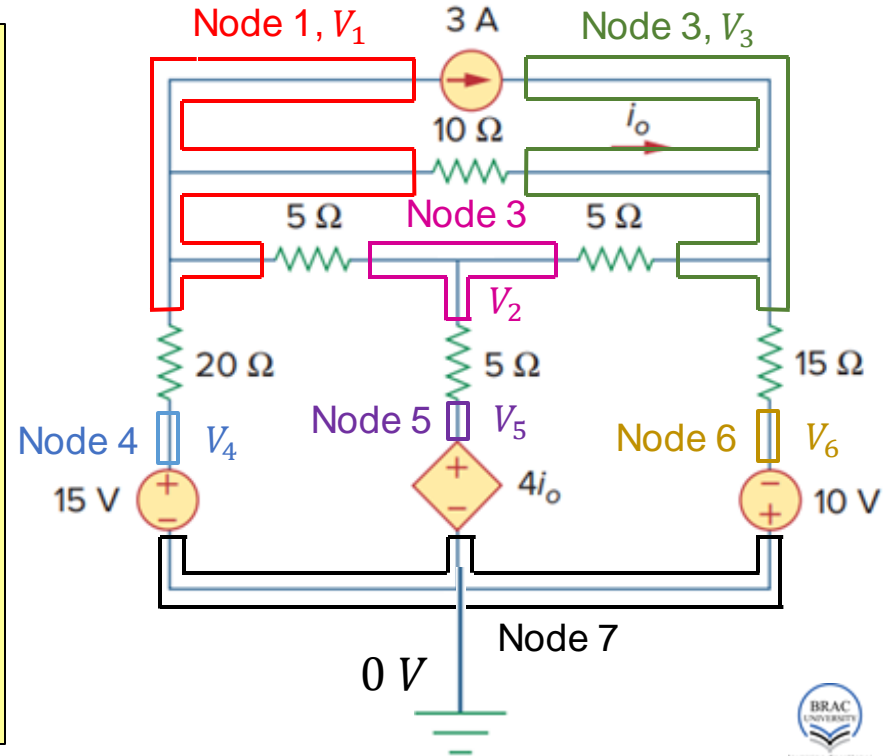 Node 1, V₁
3 A
Node 3, V₃
10 Ω
iₒ
5 Ω
Node 3
5 Ω
V₂
20 Ω
5 Ω
15 Ω
Node 4
V₄
Node 5
V₅
Node 6
V₆
+
−
15 V
+
−
4iₒ
−
+
10 V
Node 7
0 V
BRAC
UNIVERSITY